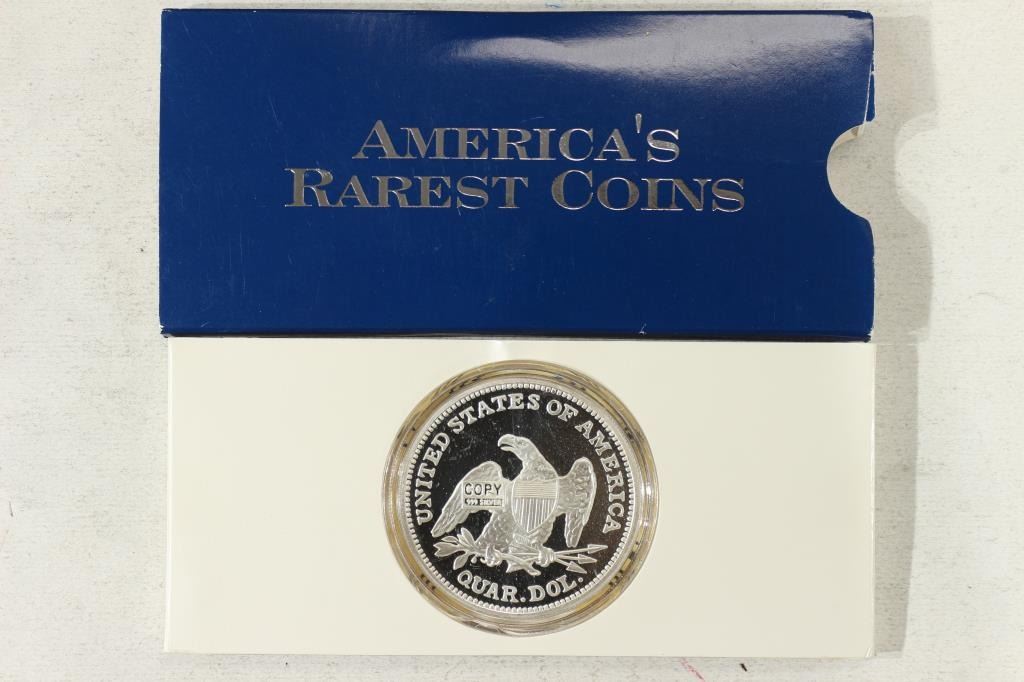 AMERICA'S
RAREST COINS
UNITED STATES OF AMERICA
COPY
999 SILVER
QUAR. DOL.